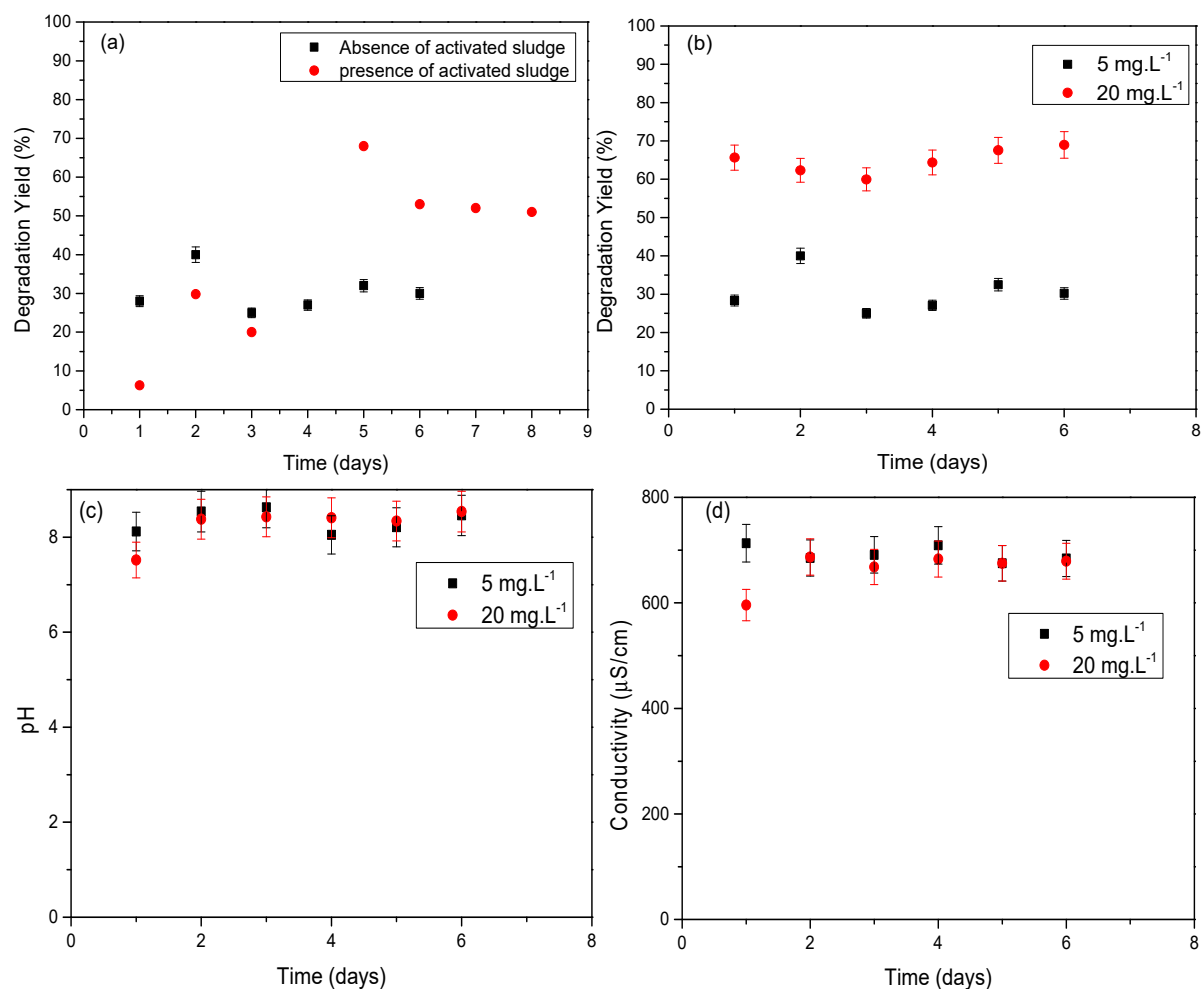 (a)
Absence of activated sludge
presence of activated sludge
100
90
80
70
60
50
40
30
20
10
0
Degradation Yield (%)
0 1 2 3 4 5 6 7 8 9
Time (days)
(b)
5 mg.L⁻¹
20 mg.L⁻¹
100
90
80
70
60
50
40
30
20
10
0
Degradation Yield (%)
0 2 4 6 8
Time (days)
(c)
5 mg.L⁻¹
20 mg.L⁻¹
8
6
4
2
0
pH
0 2 4 6 8
Time (days)
(d)
5 mg.L⁻¹
20 mg.L⁻¹
800
600
400
200
0
Conductivity (µS/cm)
0 2 4 6 8
Time (days)